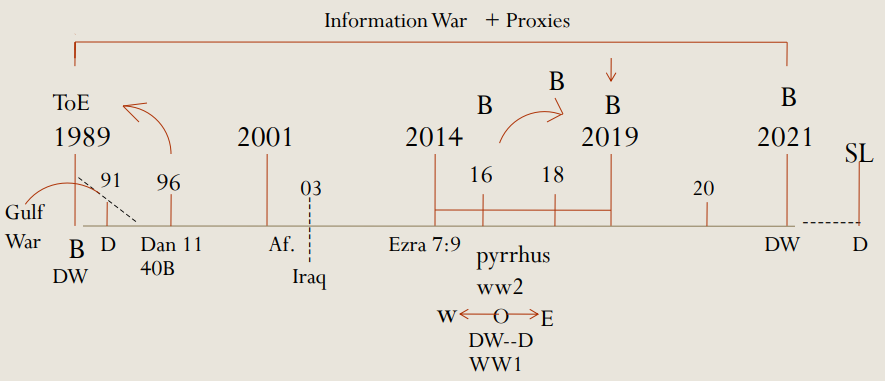 Information War + Proxies
B
B
B
B
ToE
1989
2001
2014
2019
2021
SL
91
96
03
16
18
20
Gulf
War
B
D
Dan 11
40B
Af.
Ezra 7:9
DW
D
DW
Iraq
pyrrhus
ww2
W
O
E
DW--D
WW1